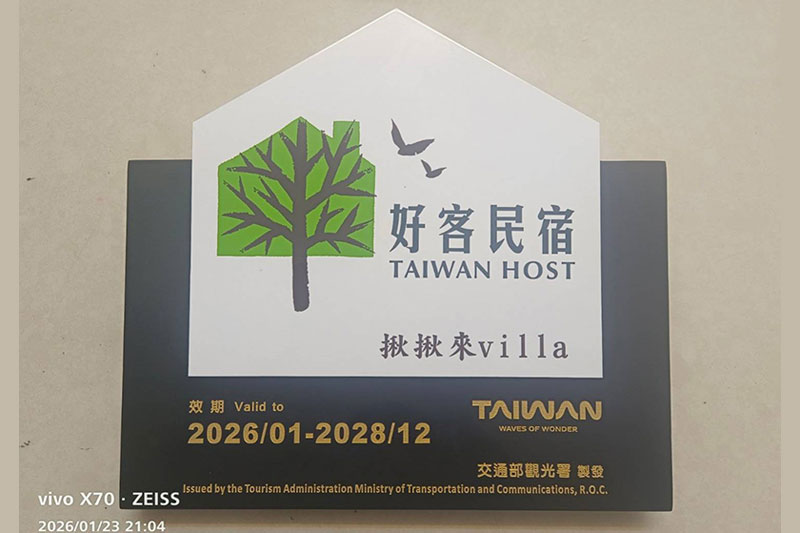 好客民宿
TAIWAN HOST
揪揪來villa
效期 Valid to
2026/01-2028/12
TAIWAN
WAVES OF WONDER
交通部觀光署 製發
Issued by the Tourism Administration Ministry of Transportation and Communications, R.O.C.
vivo X70 · ZEISS
2026/01/23 21:04